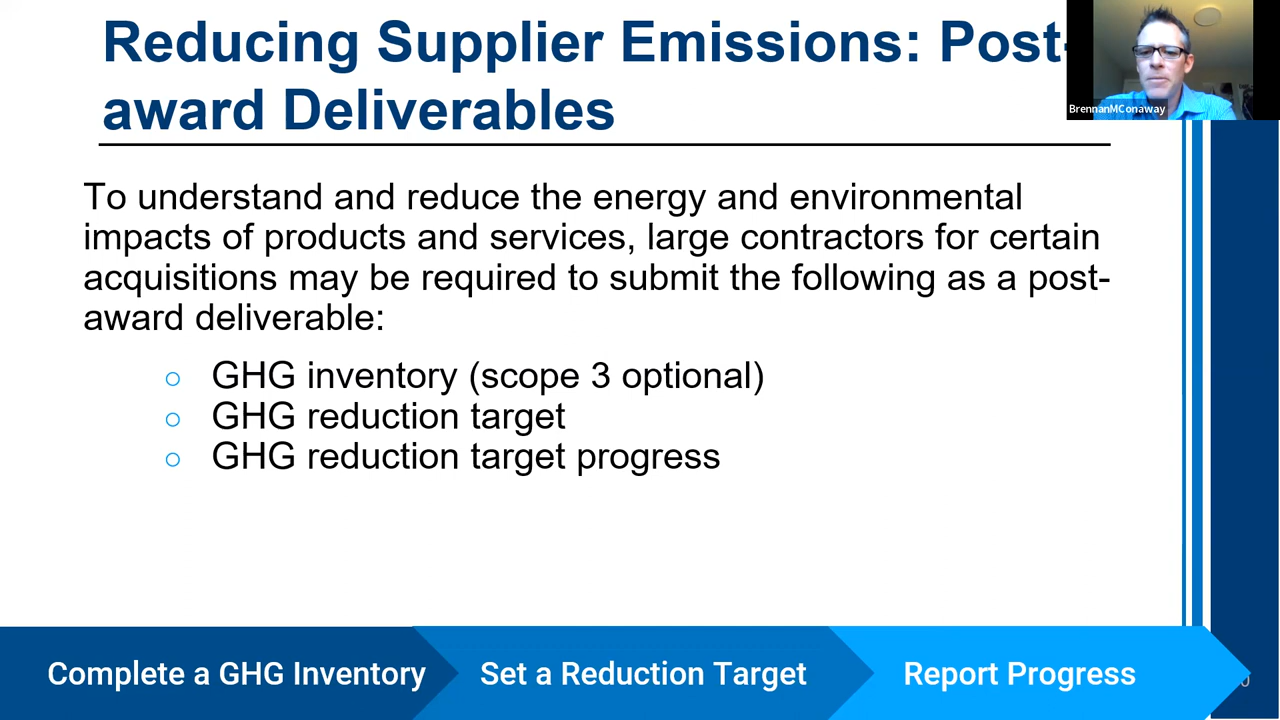 Reducing Supplier Emissions: Post-
award Deliverables
BrennanMConaway
To understand and reduce the energy and environmental
impacts of products and services, large contractors for certain
acquisitions may be required to submit the following as a post-
award deliverable:
○ GHG inventory (scope 3 optional)
○ GHG reduction target
○ GHG reduction target progress
Complete a GHG Inventory
Set a Reduction Target
Report Progress